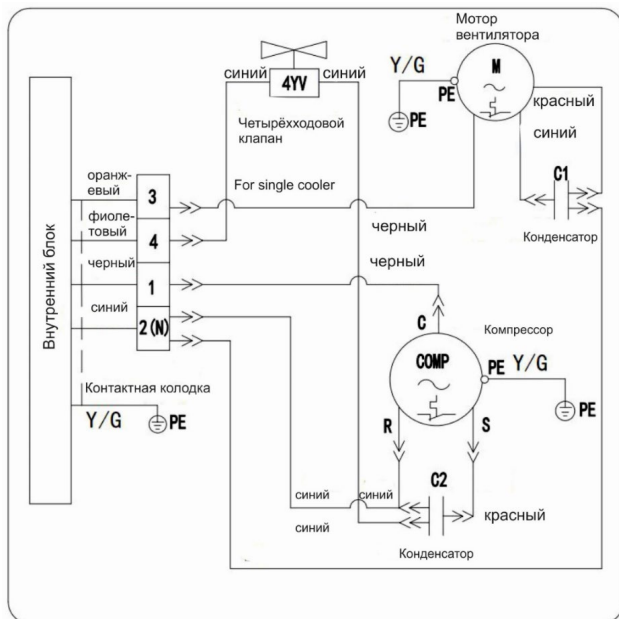 Мотор
вентилятора
M
Y/G
PE
PE
красный
синий
C1
Конденсатор
синий
4YV
синий
Четырёхходовой
клапан
For single cooler
Внутренний блок
оранж-
евый
3
фиоле-
товый
4
черный
1
синий
2(N)
Контактная колодка
Y/G
PE
черный
черный
C
Компрессор
COMP
PE
Y/G
PE
R
S
C2
синий
синий
синий
красный
Конденсатор